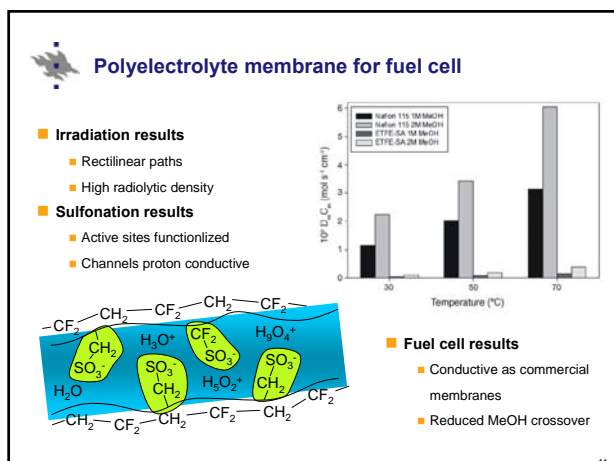 Polyelectrolyte membrane for fuel cell
Irradiation results
Rectilinear paths
High radiolytic density
Sulfonation results
Active sites functionlized
Channels proton conductive
Nafion 115 1M MeOH
Nafion 115 2M MeOH
ETFE-SA 1M MeOH
ETFE-SA 2M MeOH
6
5
4
3
2
1
0
30 50 70
Temperature (ºC)
CF₂ CH₂ CF₂ CH₂ CF₂
CH₂ SO₃⁻
H₃O⁺
CF₂ SO₃⁻
H₉O₄⁺
H₂O
SO₃⁻ CH₂
H₅O₂⁺
SO₃⁻ CH₂
CH₂ CF₂ CH₂ CF₂ CH₂ CF₂
Fuel cell results
Conductive as commercial
membranes
Reduced MeOH crossover